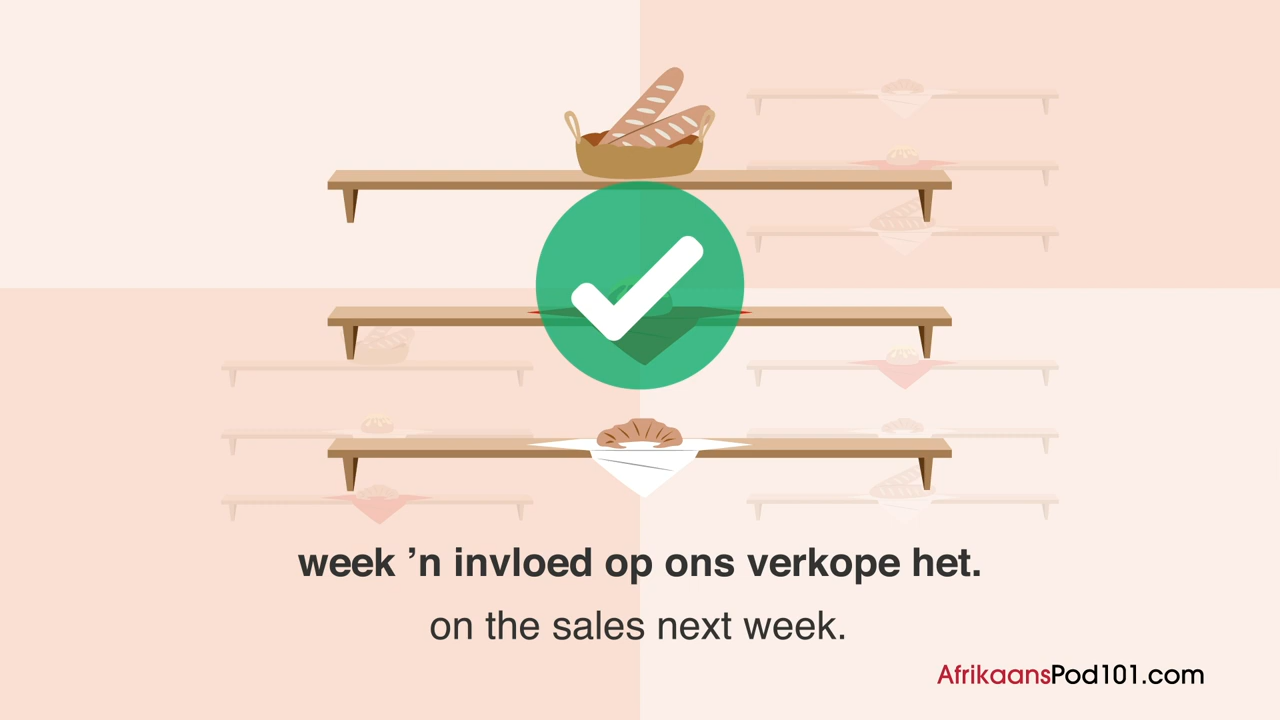 week ’n invloed op ons verkope het.
on the sales next week.
AfrikaansPod101.com